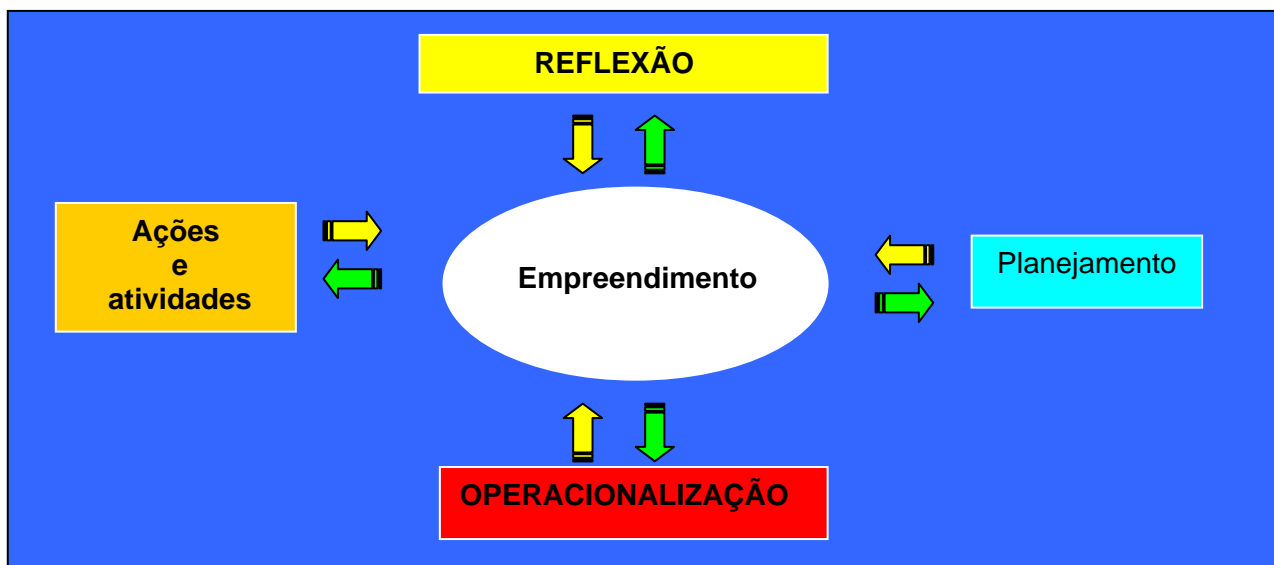 REFLEXÃO
Ações
e
atividades
Empreendimento
Planejamento
OPERACIONALIZAÇÃO